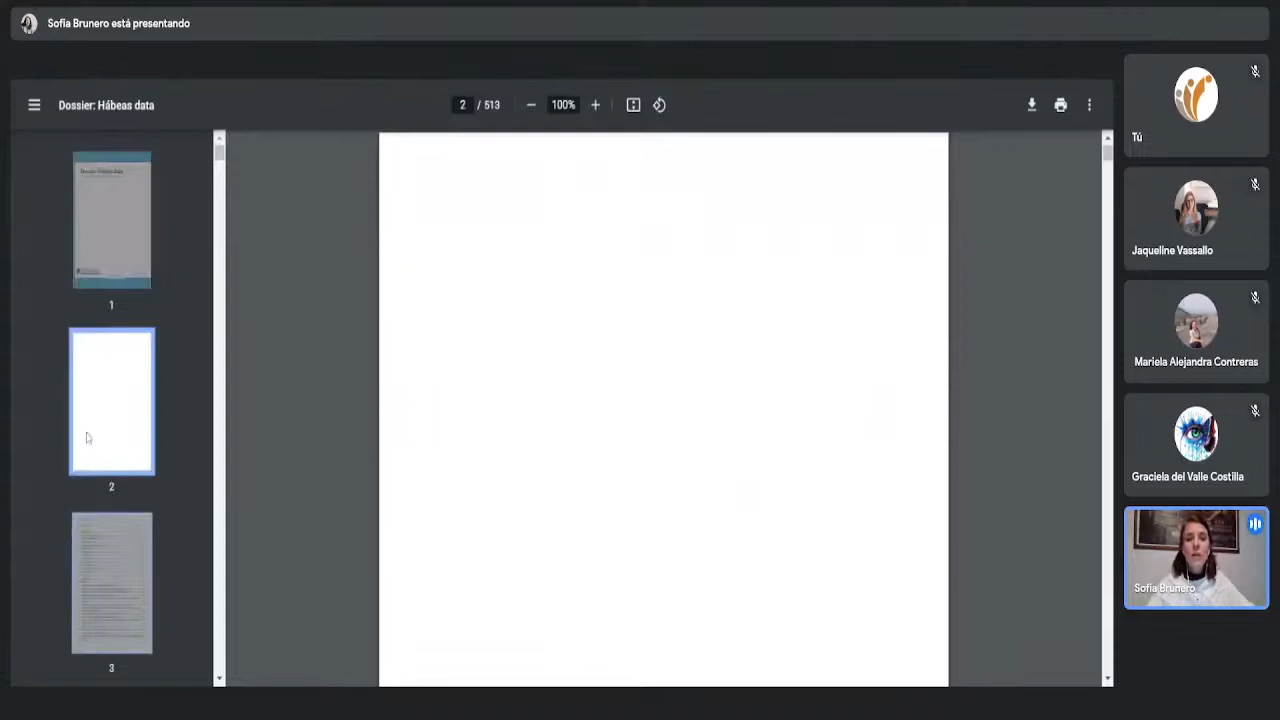 Sofia Brunero está presentando
Dossier: Hábeas data
2 / 513
100%
1
2
3
Tú
Jaqueline Vassallo
Mariela Alejandra Contreras
Graciela del Valle Costilla
Sofia Brunero